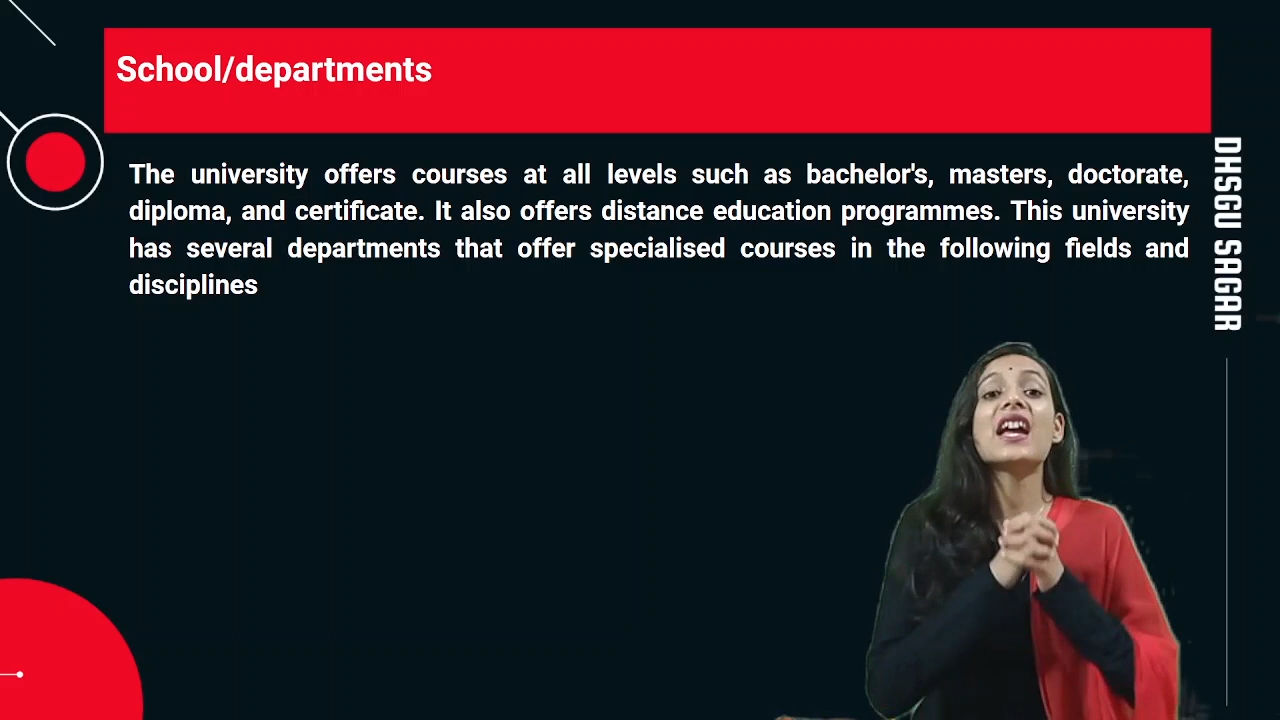 School/departments
The university offers courses at all levels such as bachelor's, masters, doctorate,
diploma, and certificate. It also offers distance education programmes. This university
has several departments that offer specialised courses in the following fields and
disciplines
DHSGU SAGAR